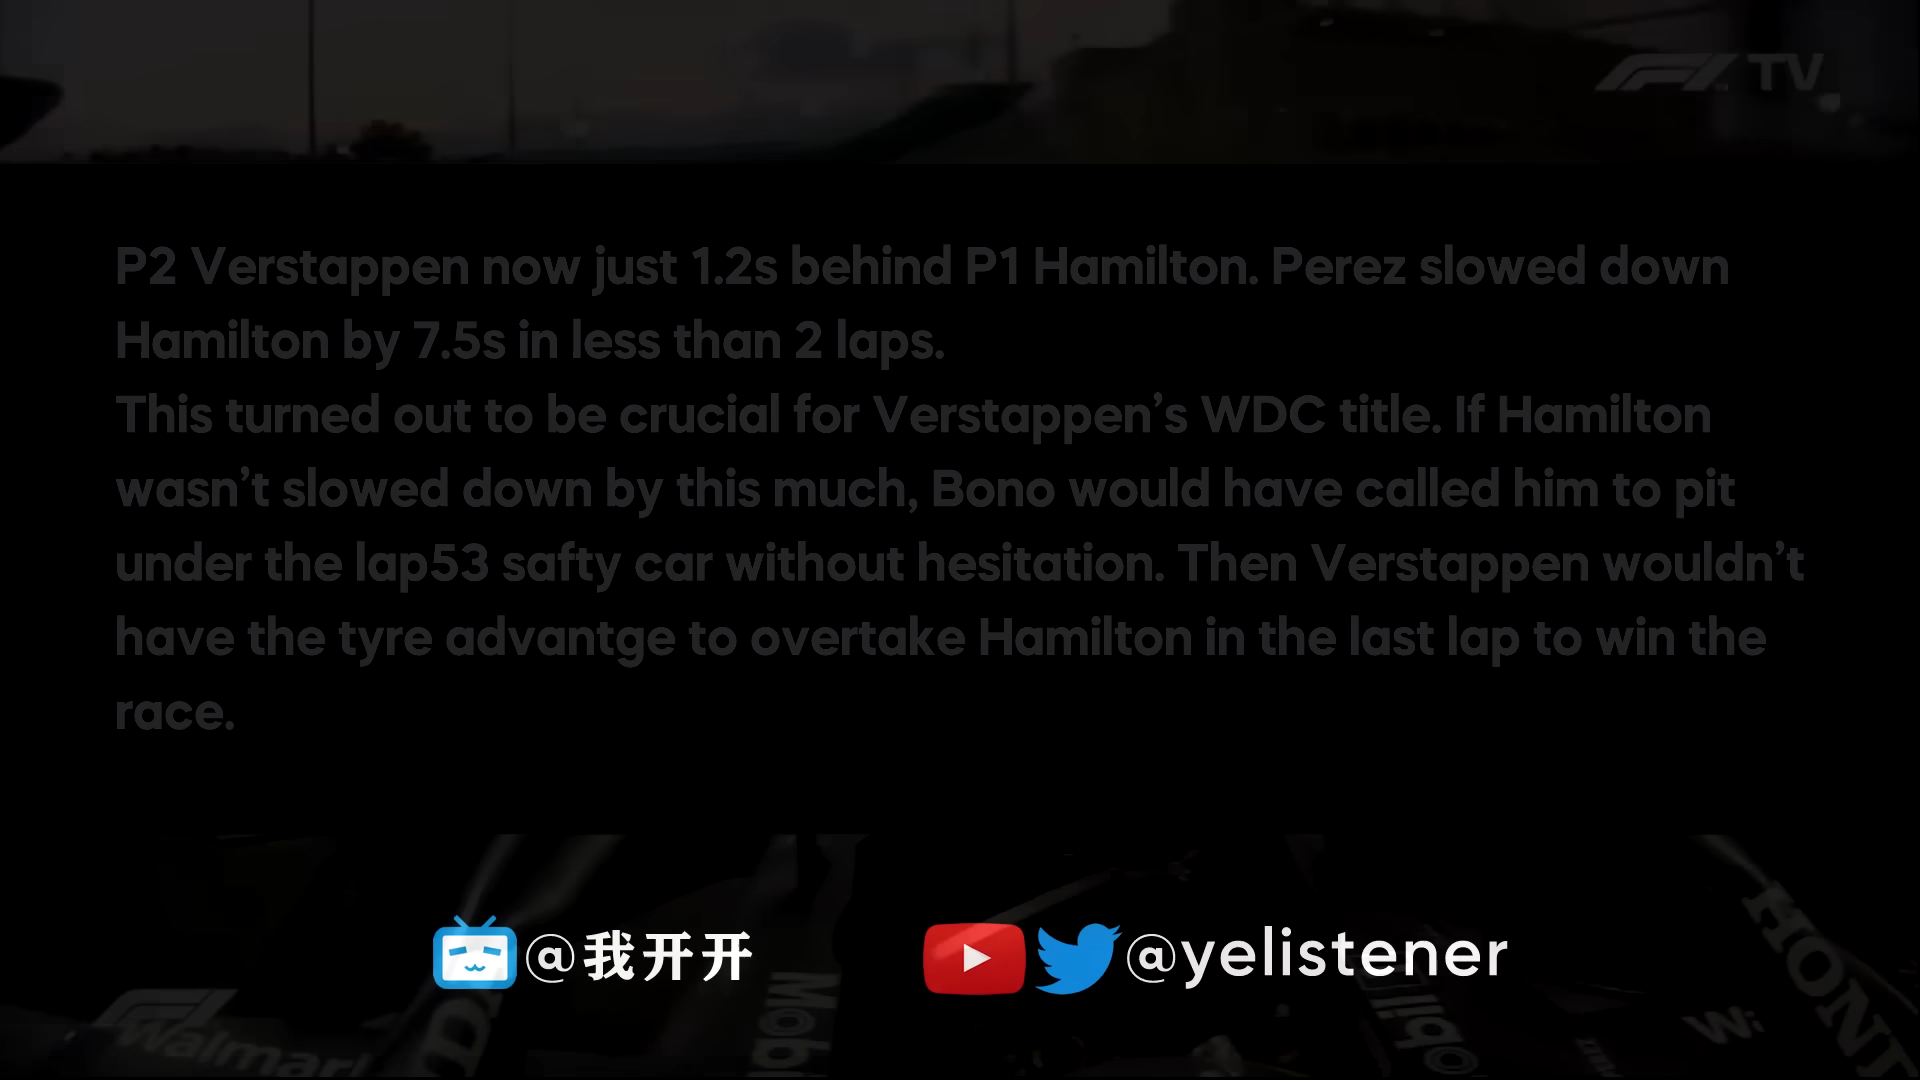 F1 TV
P2 Verstappen now just 1.2s behind P1 Hamilton. Perez slowed down
Hamilton by 7.5s in less than 2 laps.
This turned out to be crucial for Verstappen’s WDC title. If Hamilton
wasn’t slowed down by this much, Bono would have called him to pit
under the lap53 safty car without hesitation. Then Verstappen wouldn’t
have the tyre advantge to overtake Hamilton in the last lap to win the
race.
@我开开
@yelistener
Walmar
Mobi
Wi
HON